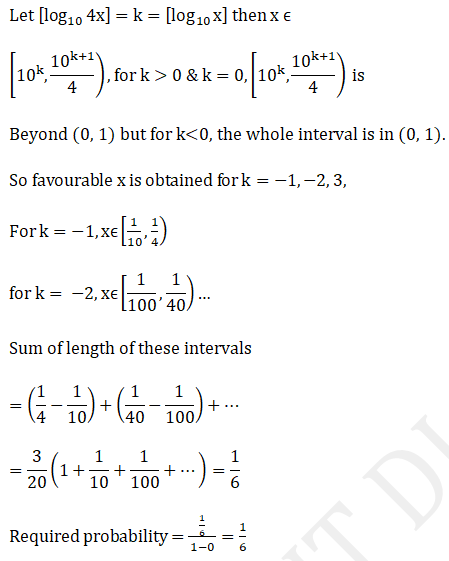 Let [log₁₀ 4x] = k = [log₁₀ x] then x ϵ
[10ᵏ, 10ᵏ⁺¹/4), for k > 0 & k = 0, [10ᵏ, 10ᵏ⁺¹/4) is
Beyond (0, 1) but for k<0, the whole interval is in (0, 1).
So favourable x is obtained for k = −1, −2, 3,
For k = −1, xϵ[1/10, 1/4)
for k = −2, xϵ[1/100, 1/40) ...
Sum of length of these intervals
= (1/4 − 1/10) + (1/40 − 1/100) + ⋯
= 3/20 (1 + 1/10 + 1/100 + ⋯) = 1/6
Required probability = (1/6)/(1−0) = 1/6